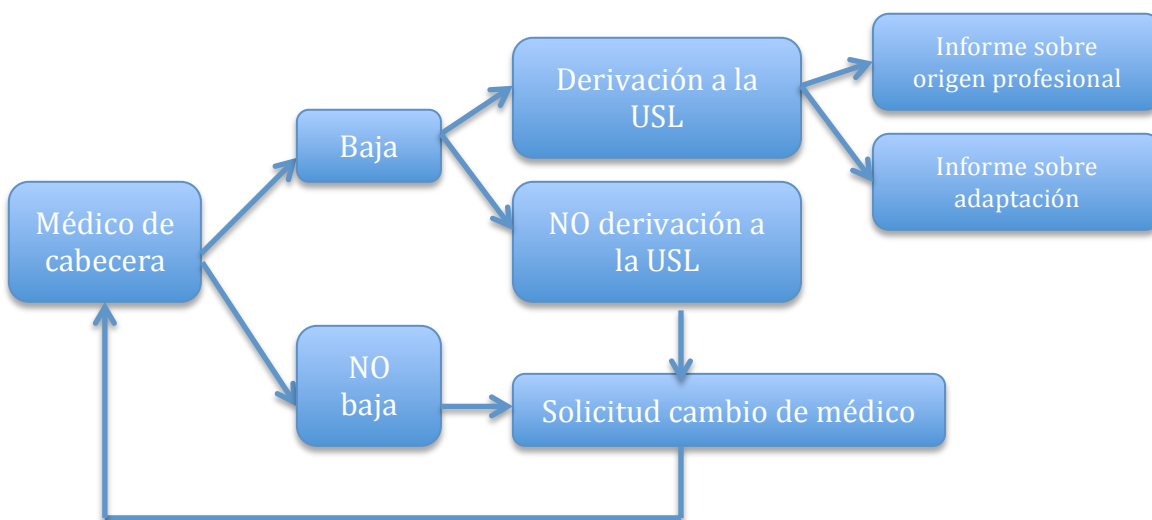 Médico de
cabecera
Baja
NO
baja
Derivación a la
USL
NO derivación a
la USL
Solicitud cambio de médico
Informe sobre
origen profesional
Informe sobre
adaptación